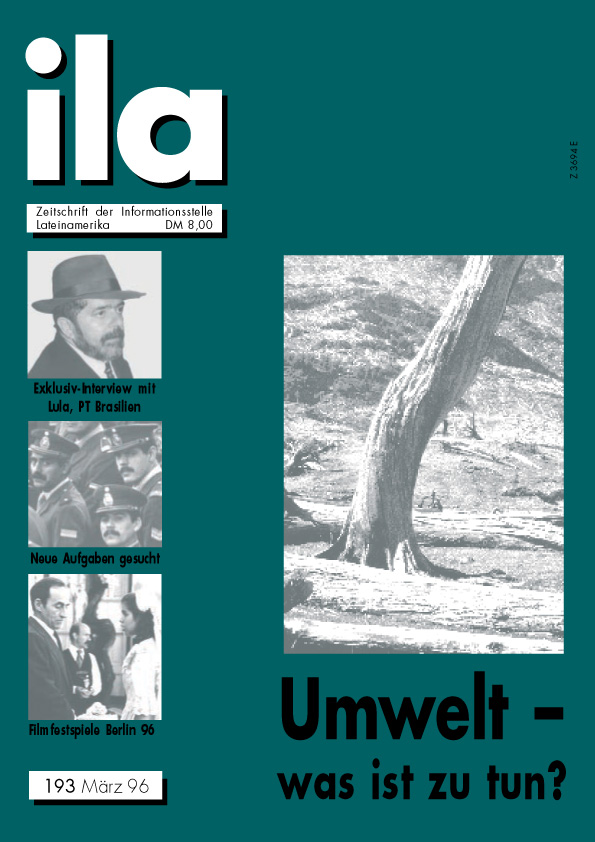 ila
Z 3694 E
Zeitschrift der Informationsstelle
Lateinamerika DM 8,00
Exklusiv-Interview mit
Lula, PT Brasilien
Neue Aufgaben gesucht
Filmfestspiele Berlin 96
193 März 96
Umwelt –
was ist zu tun?